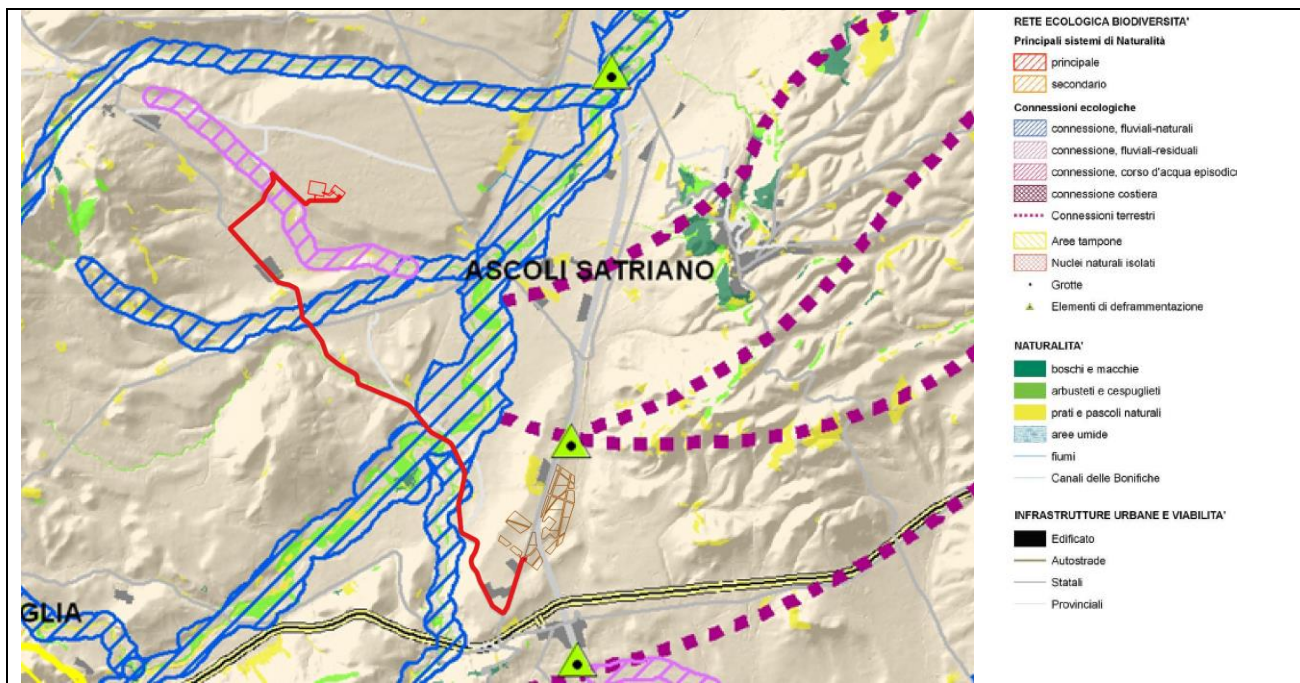 ASCOLI SATRIANO
GLIA
RETE ECOLOGICA BIODIVERSITA'
Principali sistemi di Naturalità
principale
secondario
Connessioni ecologiche
connessione, fluviali-naturali
connessione, fluviali-residuali
connessione, corso d'acqua episodico
connessione costiera
Connessioni terrestri
Aree tampone
Nuclei naturali isolati
Grotte
Elementi di deframmentazione
NATURALITA'
boschi e macchie
arbusteti e cespuglieti
prati e pascoli naturali
aree umide
fiumi
Canali delle Bonifiche
INFRASTRUTTURE URBANE E VIABILITA'
Edificato
Autostrade
Statali
Provinciali